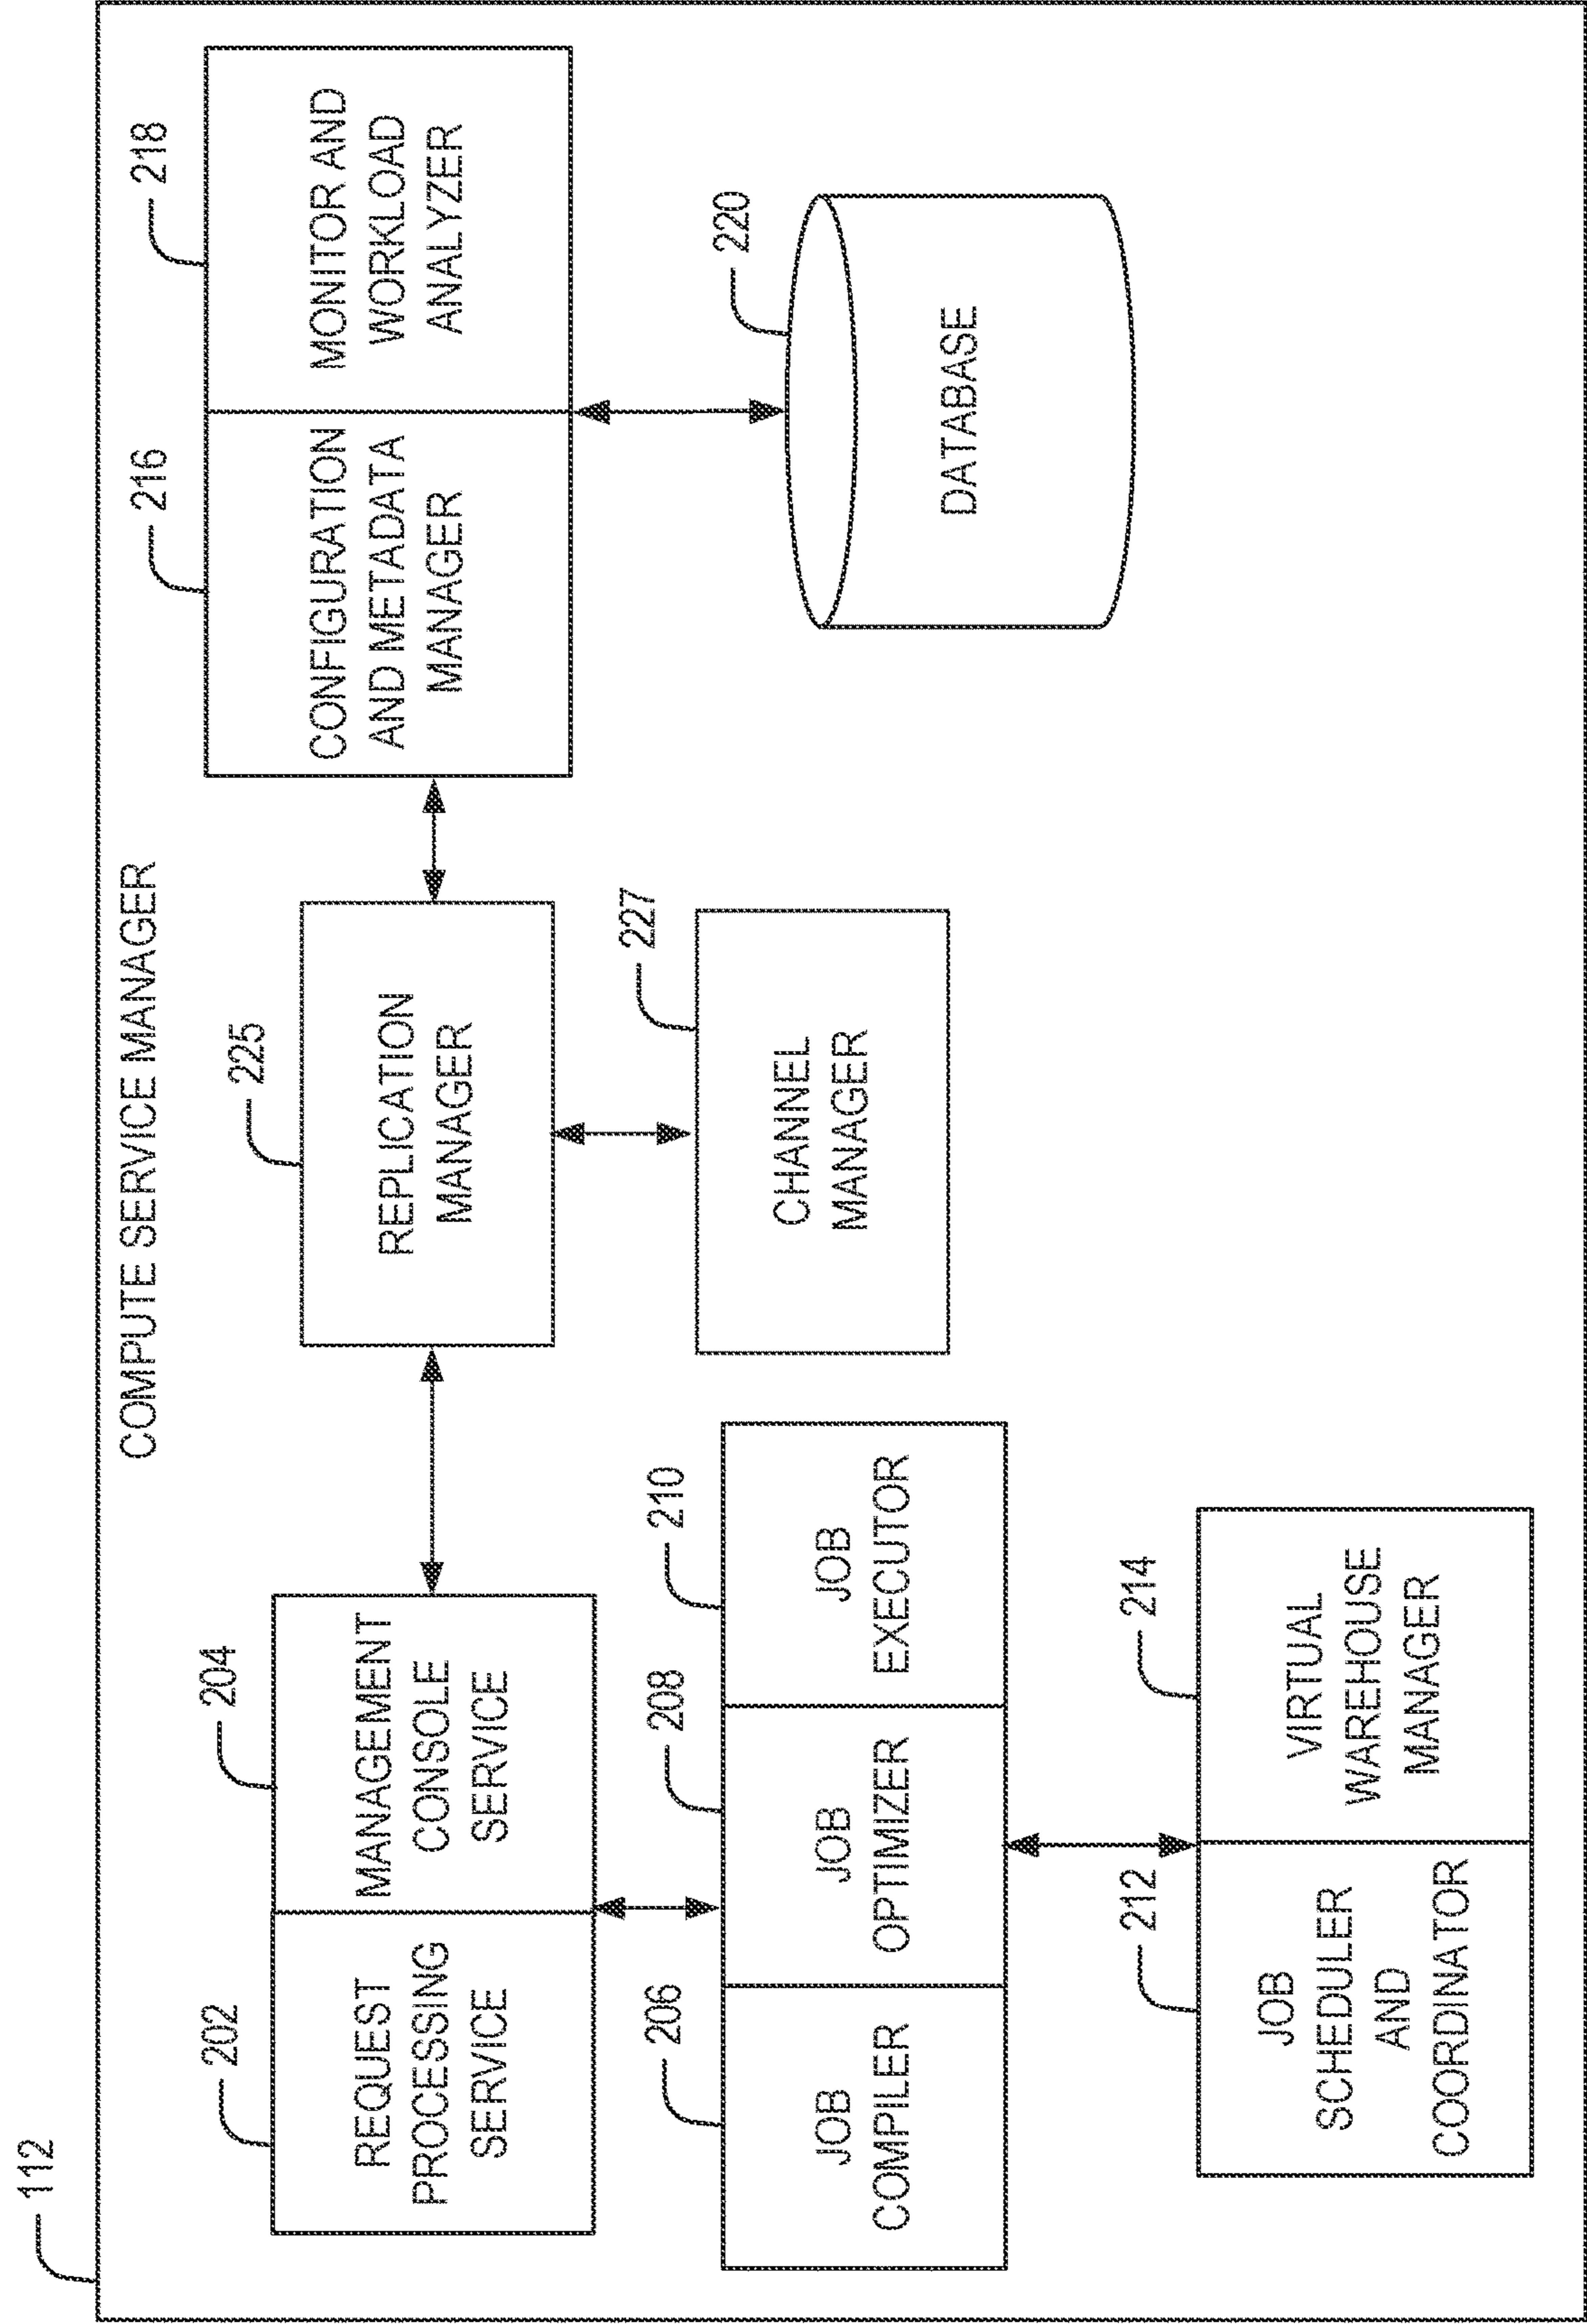 112
COMPUTE SERVICE MANAGER
202
REQUEST
PROCESSING
SERVICE
204
MANAGEMENT
CONSOLE
SERVICE
225
REPLICATION
MANAGER
216
CONFIGURATION
AND METADATA
MANAGER
218
MONITOR AND
WORKLOAD
ANALYZER
206
JOB
COMPILER
208
JOB
OPTIMIZER
210
JOB
EXECUTOR
227
CHANNEL
MANAGER
220
DATABASE
212
JOB
SCHEDULER
AND
COORDINATOR
214
VIRTUAL
WAREHOUSE
MANAGER